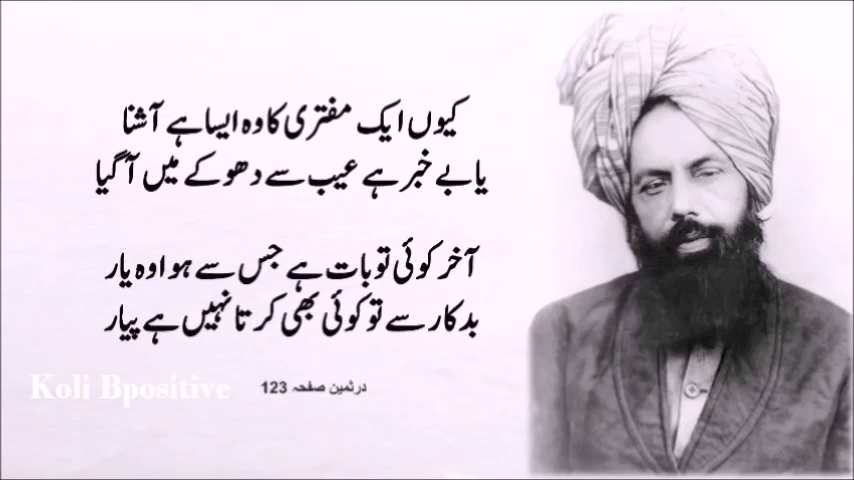 کیوں ایک مفتری کا وہ ایسا ہے آشنا
یا بے خبر ہے عیب سے دھوکے میں آگیا
آخر کوئی تو بات ہے جس سے ہوا وہ یار
بدکار سے تو کوئی بھی کرتا نہیں ہے پیار
درثمین صفحہ 123
Koli Bpositive